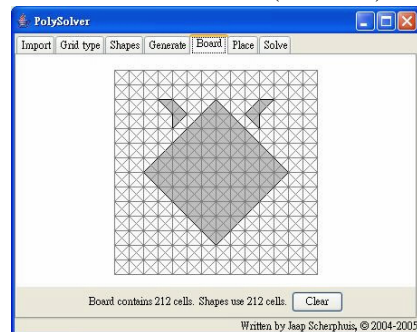 PolySolver
Import Grid type Shapes Generate Board Place Solve
Board contains 212 cells. Shapes use 212 cells. Clear
Written by Jaap Scherphuis, © 2004-2005